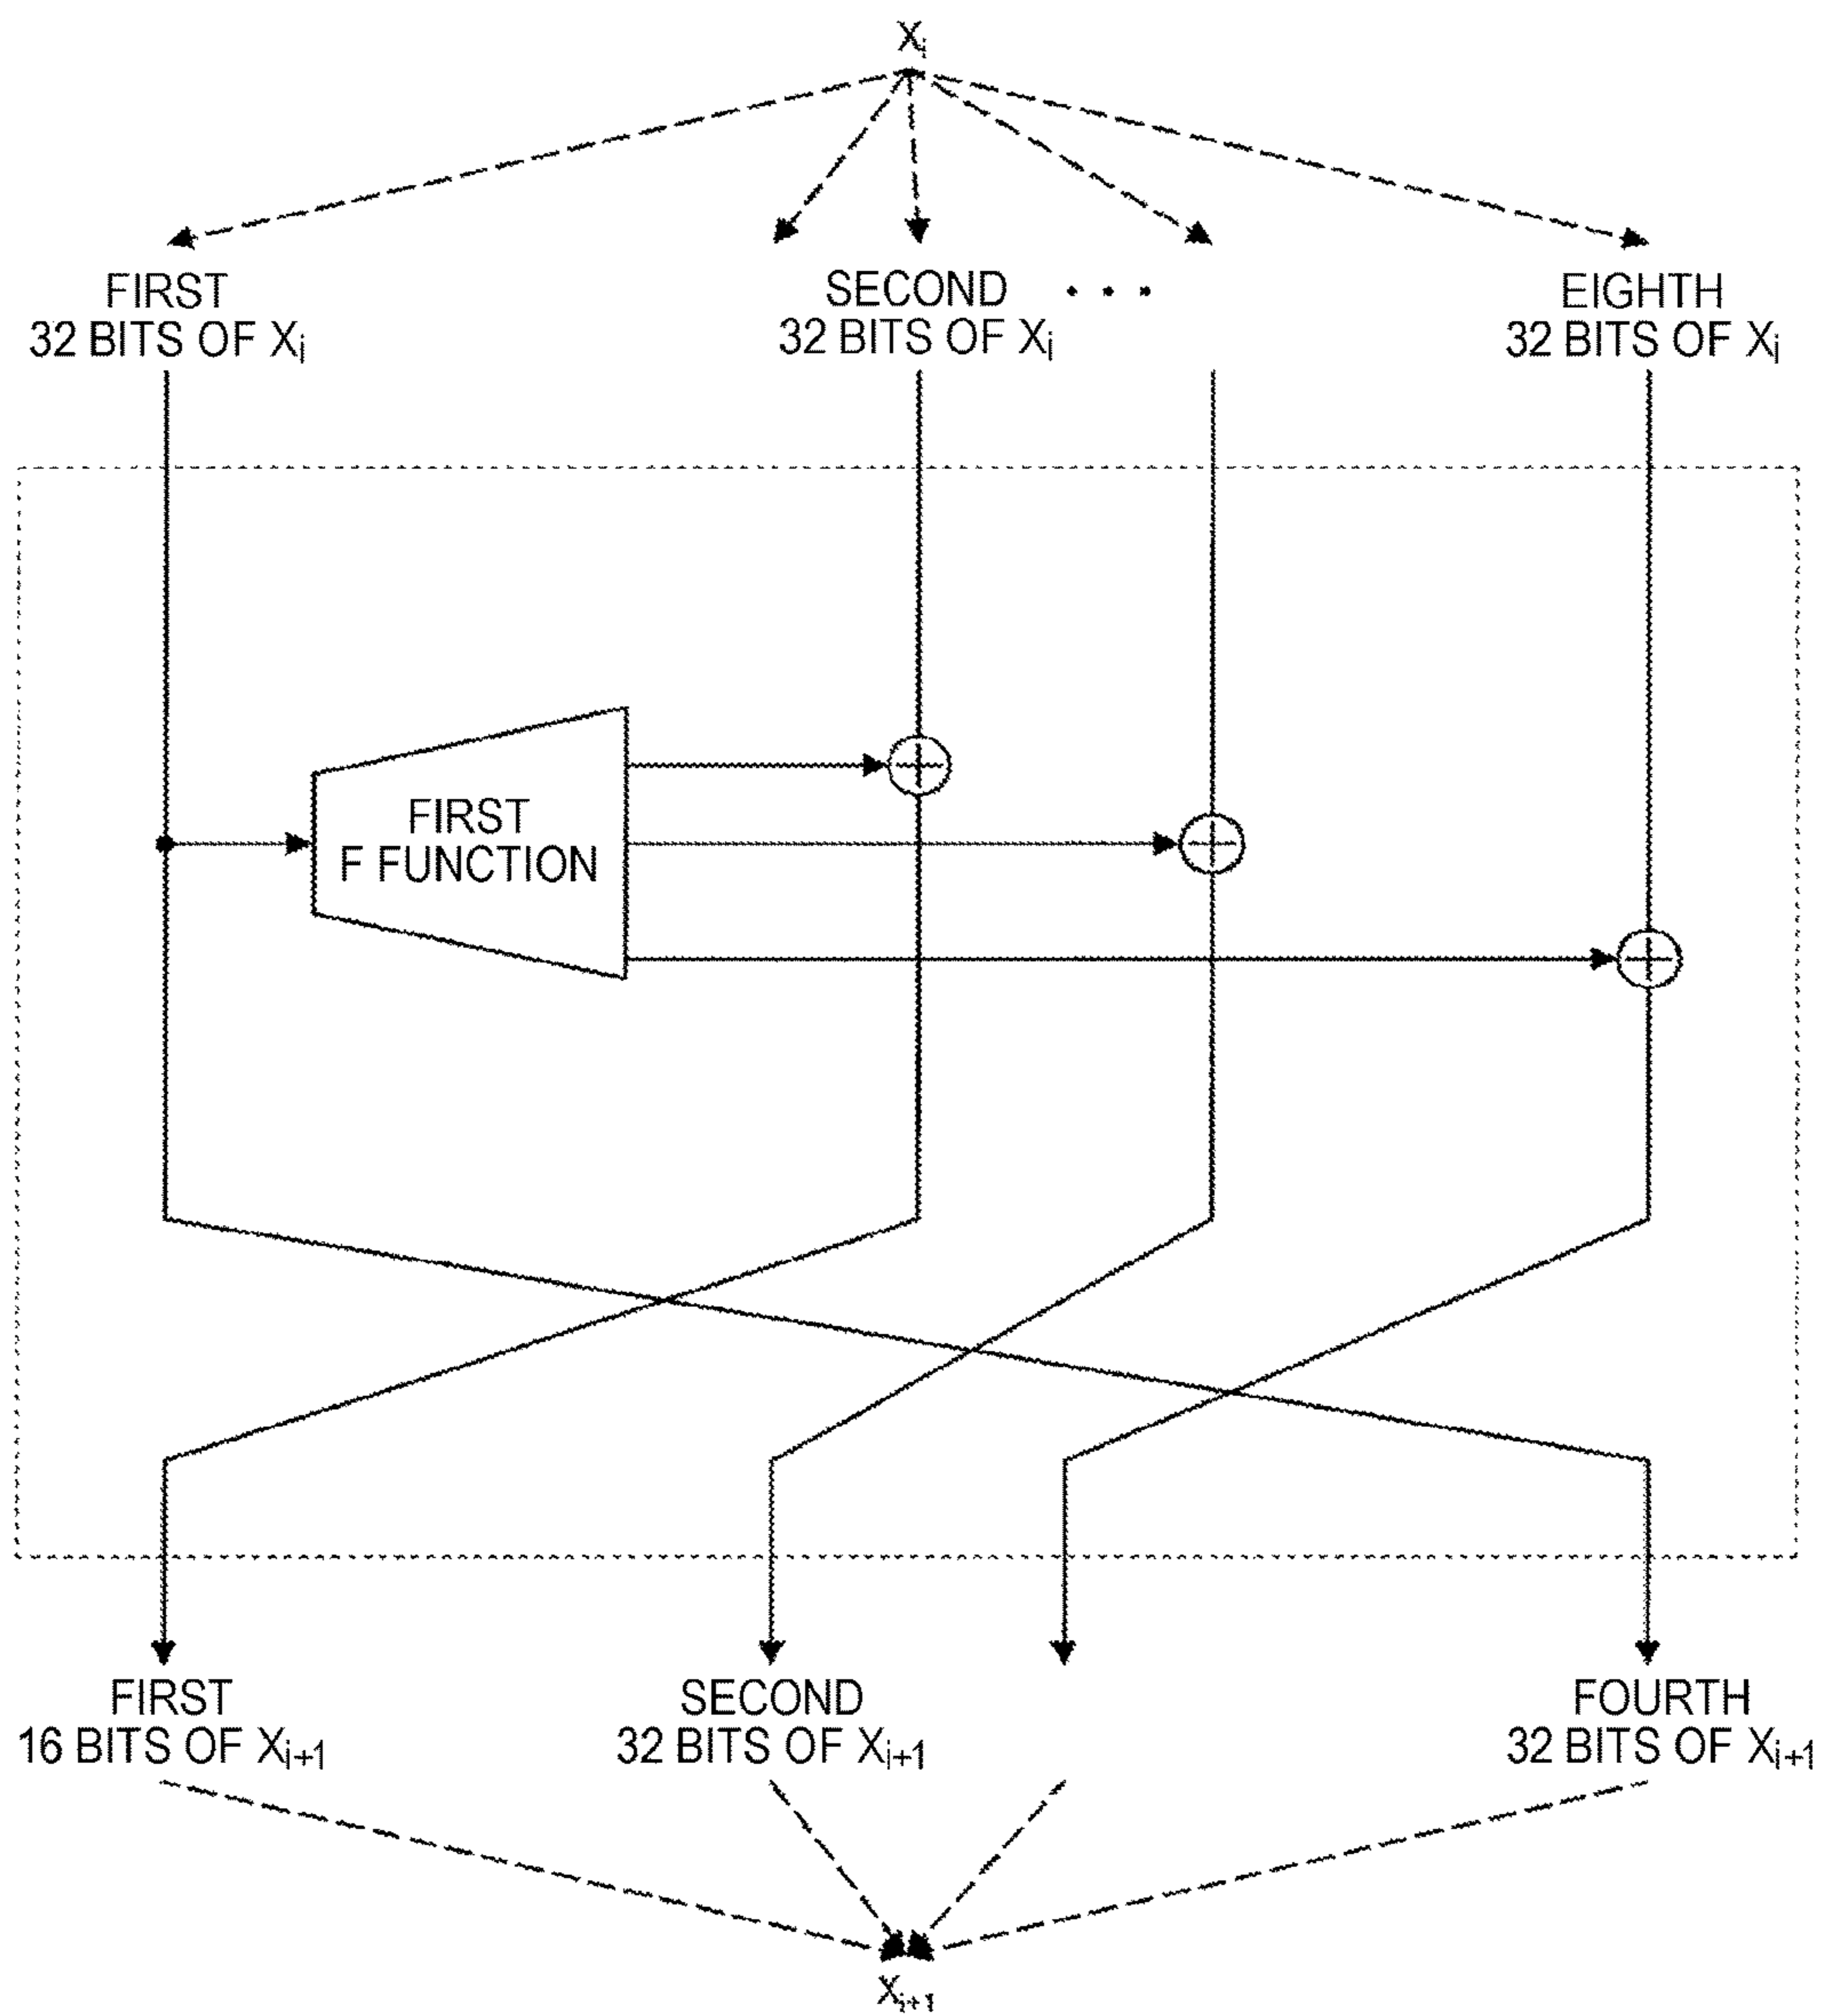 Xi
FIRST
32 BITS OF Xi
SECOND
32 BITS OF Xi
• • •
EIGHTH
32 BITS OF Xi
FIRST
F FUNCTION
FIRST
16 BITS OF Xi+1
SECOND
32 BITS OF Xi+1
FOURTH
32 BITS OF Xi+1
Xi+1